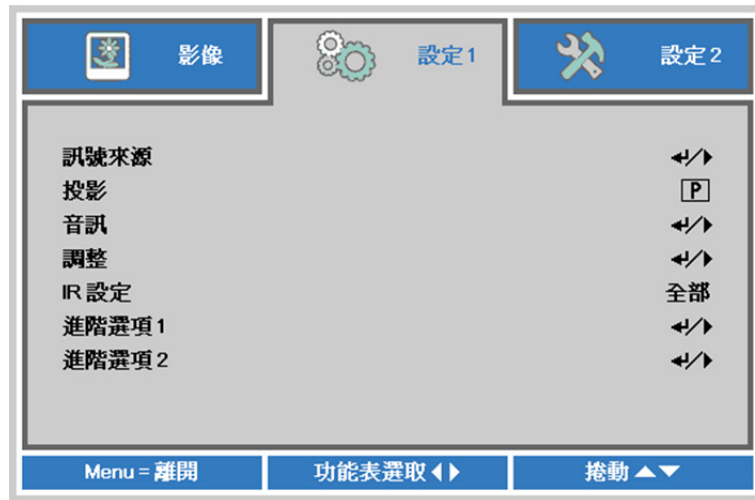 影像 設定1 設定2
訊號來源 ↵/▶
投影 P
音訊 ↵/▶
調整 ↵/▶
IR 設定 全部
進階選項1 ↵/▶
進階選項2 ↵/▶
Menu = 離開 功能表選取 ◀▶ 捲動 ▲▼